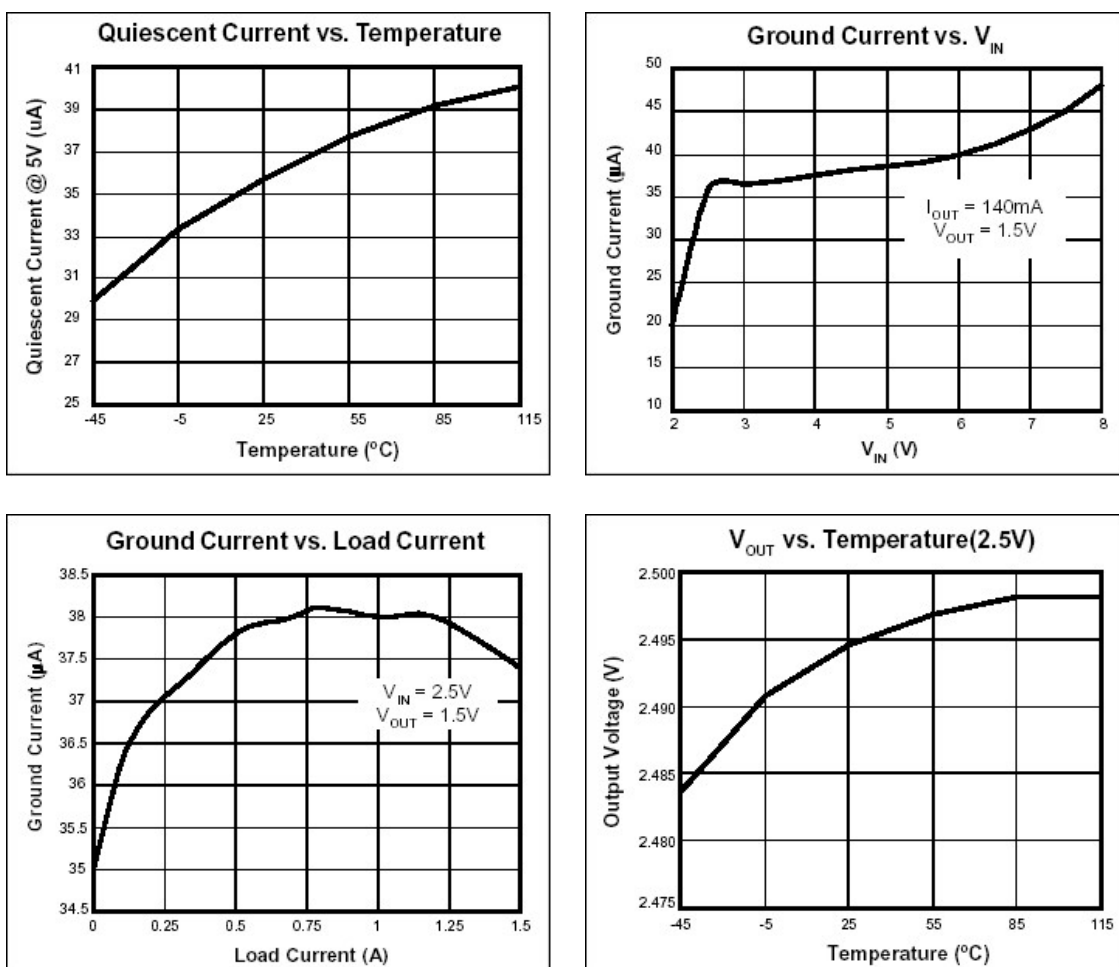 Quiescent Current vs. Temperature
Quiescent Current @ 5V (uA)
41
39
37
35
33
31
29
27
25
-45 -5 25 55 85 115
Temperature (ºC)
Ground Current vs. VIN
Ground Current (µA)
50
45
40
35
30
25
20
15
10
IOUT = 140mA
VOUT = 1.5V
2 3 4 5 6 7 8
VIN (V)
Ground Current vs. Load Current
Ground Current (µA)
38.5
38
37.5
37
36.5
36
35.5
35
34.5
VIN = 2.5V
VOUT = 1.5V
0 0.25 0.5 0.75 1 1.25 1.5
Load Current (A)
VOUT vs. Temperature(2.5V)
Output Voltage (V)
2.500
2.495
2.490
2.485
2.480
2.475
-45 -5 25 55 85 115
Temperature (ºC)